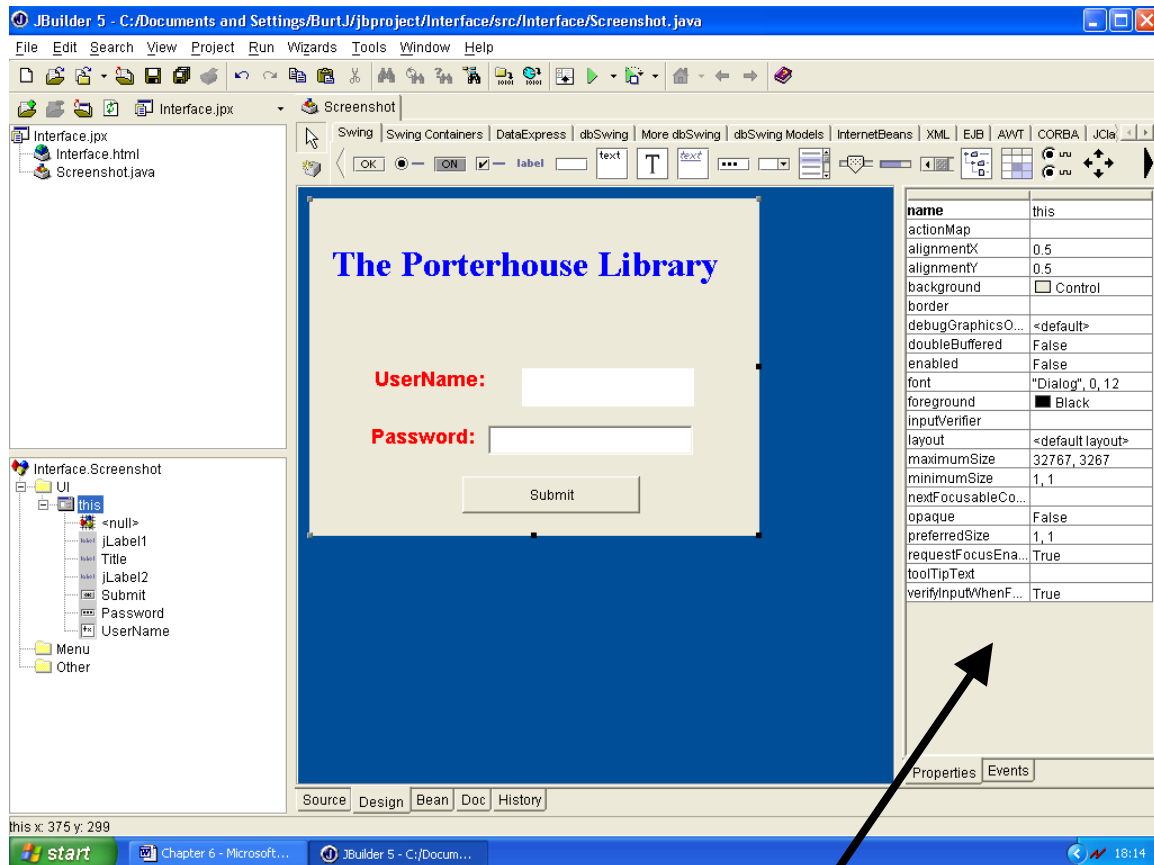 JBuilder 5 - C:/Documents and Settings/BurtJ/jbproject/Interface/src/Interface/Screenshot.java
File Edit Search View Project Run Wizards Tools Window Help
Interface.jpx
Screenshot
Interface.jpx
Interface.html
Screenshot.java
Swing Swing Containers DataExpress dbSwing More dbSwing dbSwing Models InternetBeans XML EJB AWT CORBA JCla
OK ON label text T text
The Porterhouse Library
UserName:
Password:
Submit
name this
actionMap
alignmentX 0.5
alignmentY 0.5
background Control
border
debugGraphicsO... <default>
doubleBuffered False
enabled False
font "Dialog", 0, 12
foreground Black
inputVerifier
layout <default layout>
maximumSize 32767, 3267
minimumSize 1, 1
nextFocusableCo...
opaque False
preferredSize 1, 1
requestFocusEna... True
toolTipText
verifyInputWhenF... True
Interface.Screenshot
UI
this
<null>
jLabel1
Title
jLabel2
Submit
Password
UserName
Menu
Other
Properties Events
Source Design Bean Doc History
this x: 375 y: 299
start Chapter 6 - Microsoft... JBuilder 5 - C:/Docum... 18:14